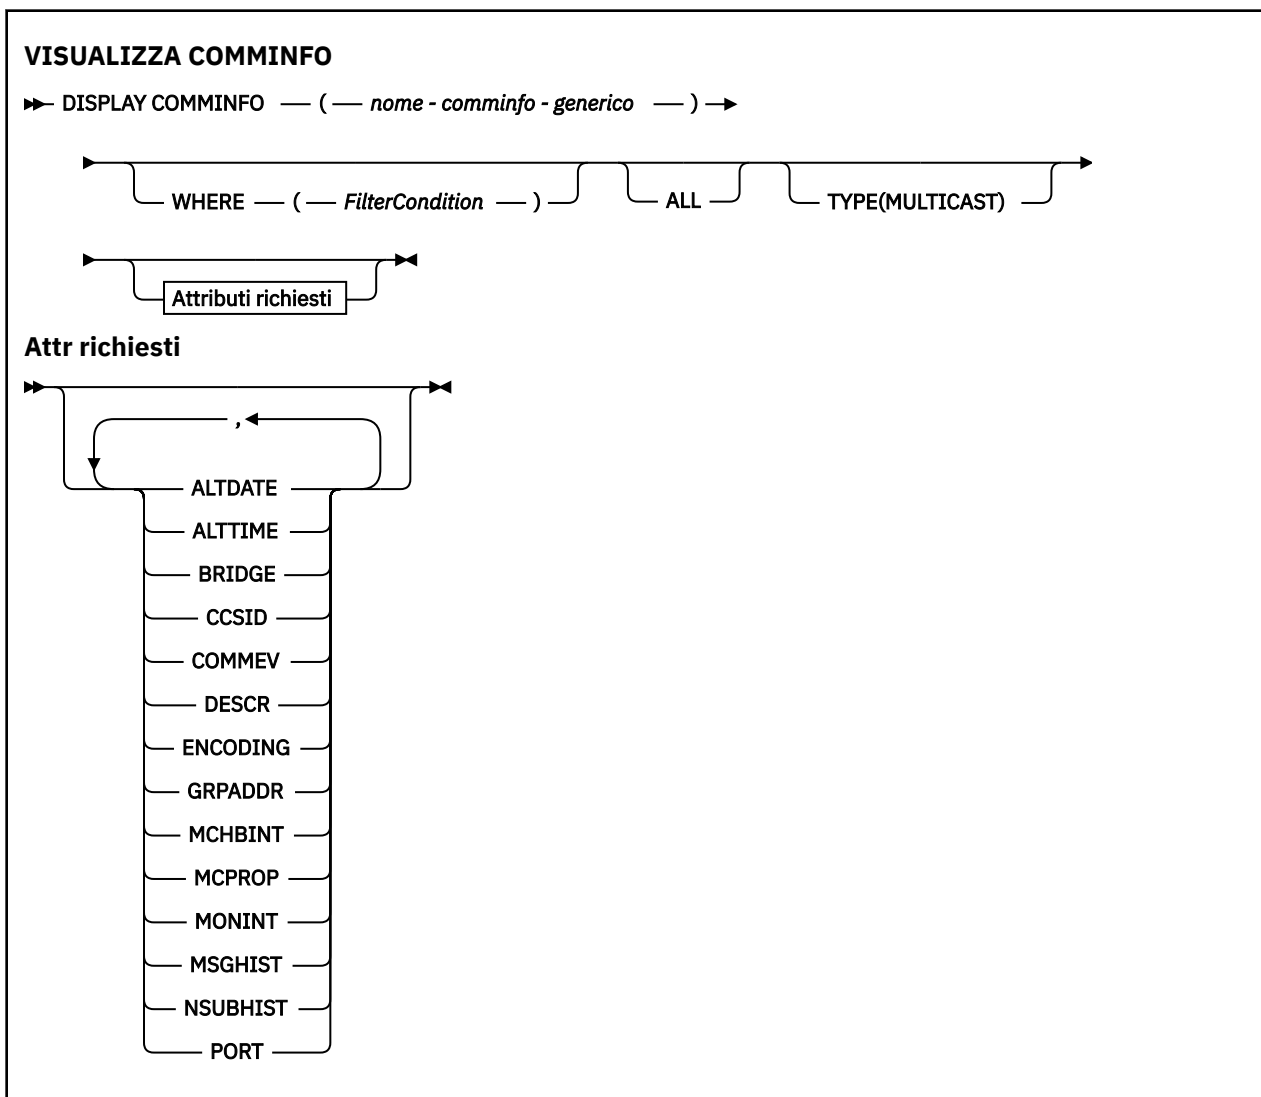 VISUALIZZA COMMINFO
DISPLAY COMMINFO ( nome - comminfo - generico )
WHERE ( FilterCondition ) ALL TYPE(MULTICAST)
Attributi richiesti
Attr richiesti
,
ALTDATE
ALTTIME
BRIDGE
CCSID
COMMEV
DESCR
ENCODING
GRPADDR
MCHBINT
MCPROP
MONINT
MSGHIST
NSUBHIST
PORT